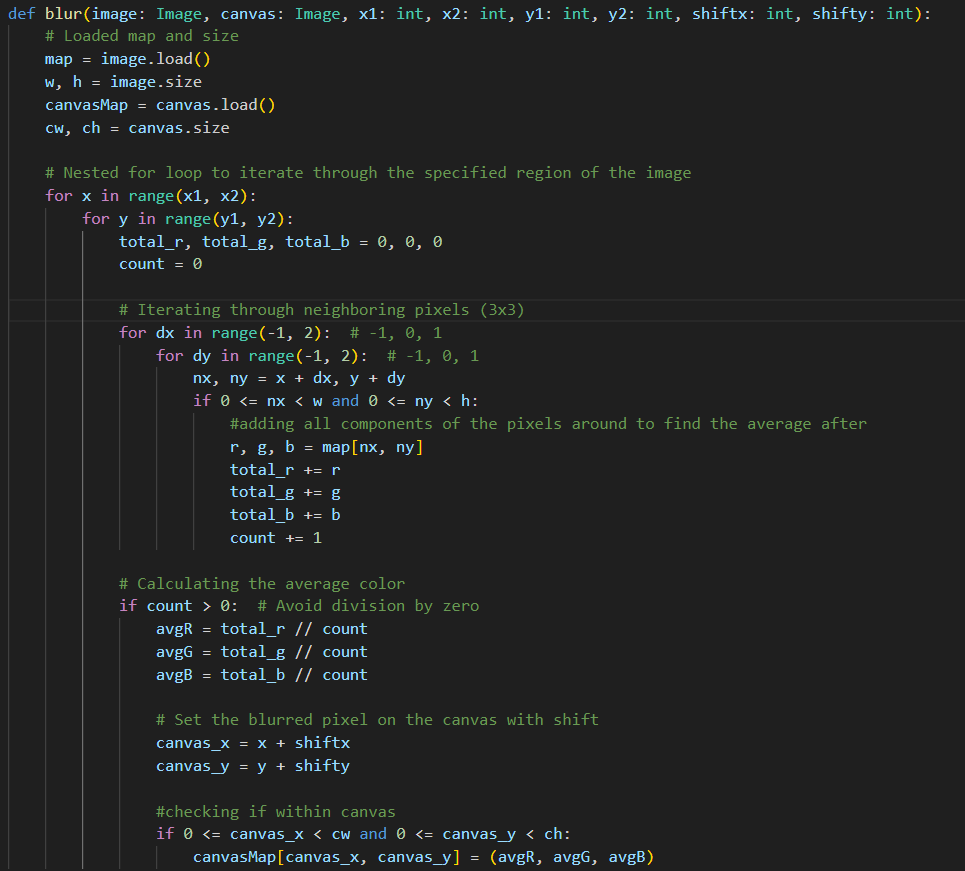 def blur(image: Image, canvas: Image, x1: int, x2: int, y1: int, y2: int, shiftx: int, shifty: int):
    # Loaded map and size
    map = image.load()
    w, h = image.size
    canvasMap = canvas.load()
    cw, ch = canvas.size

    # Nested for loop to iterate through the specified region of the image
    for x in range(x1, x2):
        for y in range(y1, y2):
            total_r, total_g, total_b = 0, 0, 0
            count = 0

            # Iterating through neighboring pixels (3x3)
            for dx in range(-1, 2):  # -1, 0, 1
                for dy in range(-1, 2):  # -1, 0, 1
                    nx, ny = x + dx, y + dy
                    if 0 <= nx < w and 0 <= ny < h:
                        #adding all components of the pixels around to find the average after
                        r, g, b = map[nx, ny]
                        total_r += r
                        total_g += g
                        total_b += b
                        count += 1

            # Calculating the average color
            if count > 0:  # Avoid division by zero
                avgR = total_r // count
                avgG = total_g // count
                avgB = total_b // count

                # Set the blurred pixel on the canvas with shift
                canvas_x = x + shiftx
                canvas_y = y + shifty

                #checking if within canvas
                if 0 <= canvas_x < cw and 0 <= canvas_y < ch:
                    canvasMap[canvas_x, canvas_y] = (avgR, avgG, avgB)